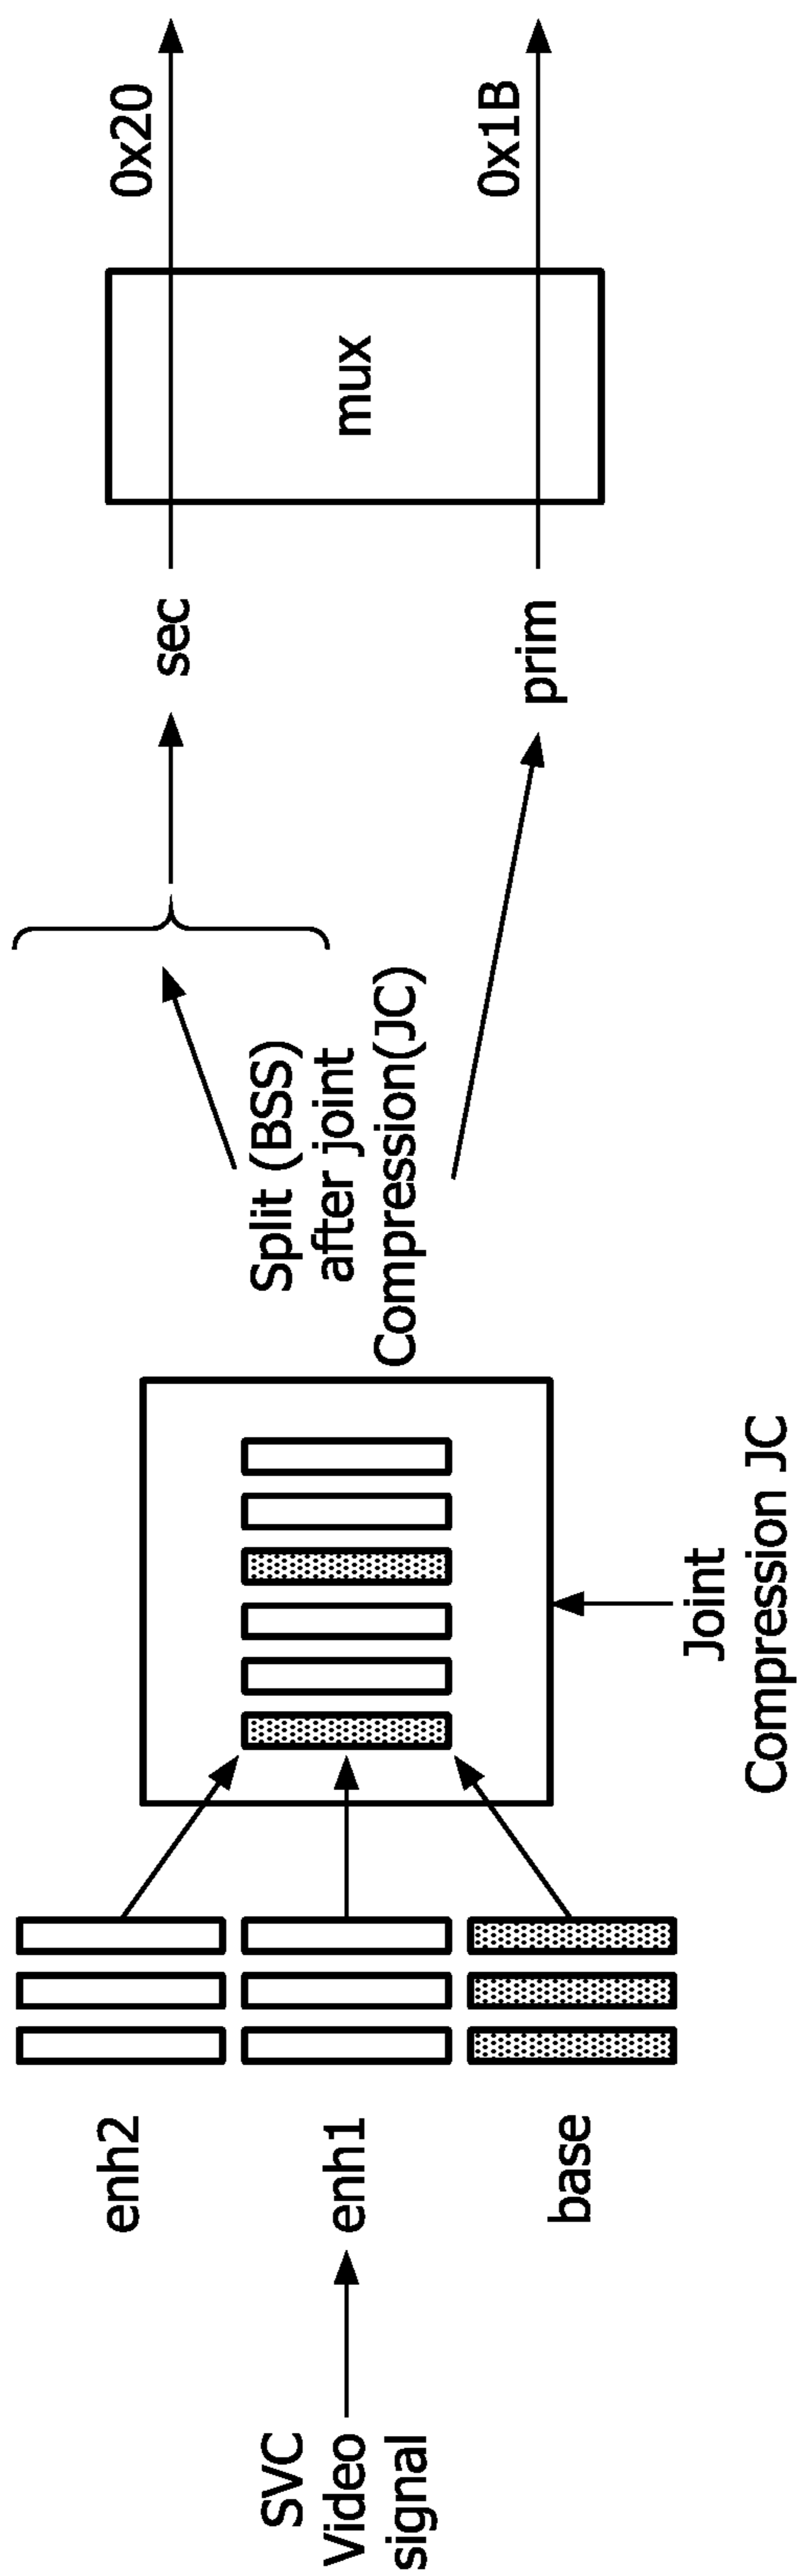 SVC
Video
signal
enh2
enh1
base
Joint
Compression JC
Split (BSS)
after joint
Compression(JC)
sec
prim
mux
0x20
0x1B